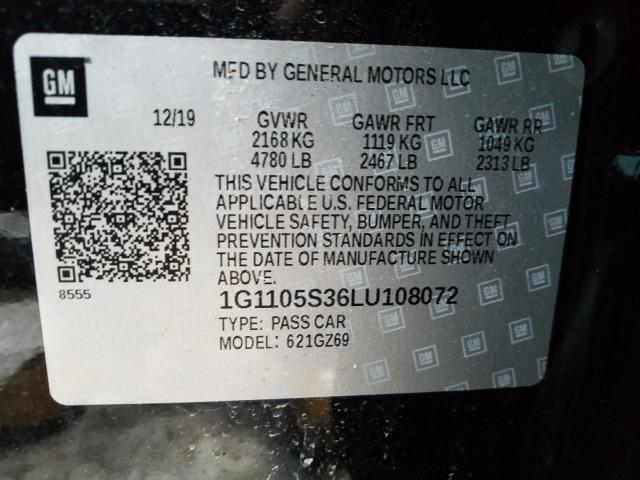 GM
MFD BY GENERAL MOTORS LLC
12/19 GVWR GAWR FRT GAWR RR
2168 KG 1119 KG 1049 KG
4780 LB 2467 LB 2313 LB
THIS VEHICLE CONFORMS TO ALL
APPLICABLE U.S. FEDERAL MOTOR
VEHICLE SAFETY, BUMPER, AND THEFT
PREVENTION STANDARDS IN EFFECT ON
THE DATE OF MANUFACTURE SHOWN
ABOVE.
8555
1G1105S36LU108072
TYPE: PASS CAR
MODEL: 621GZ69